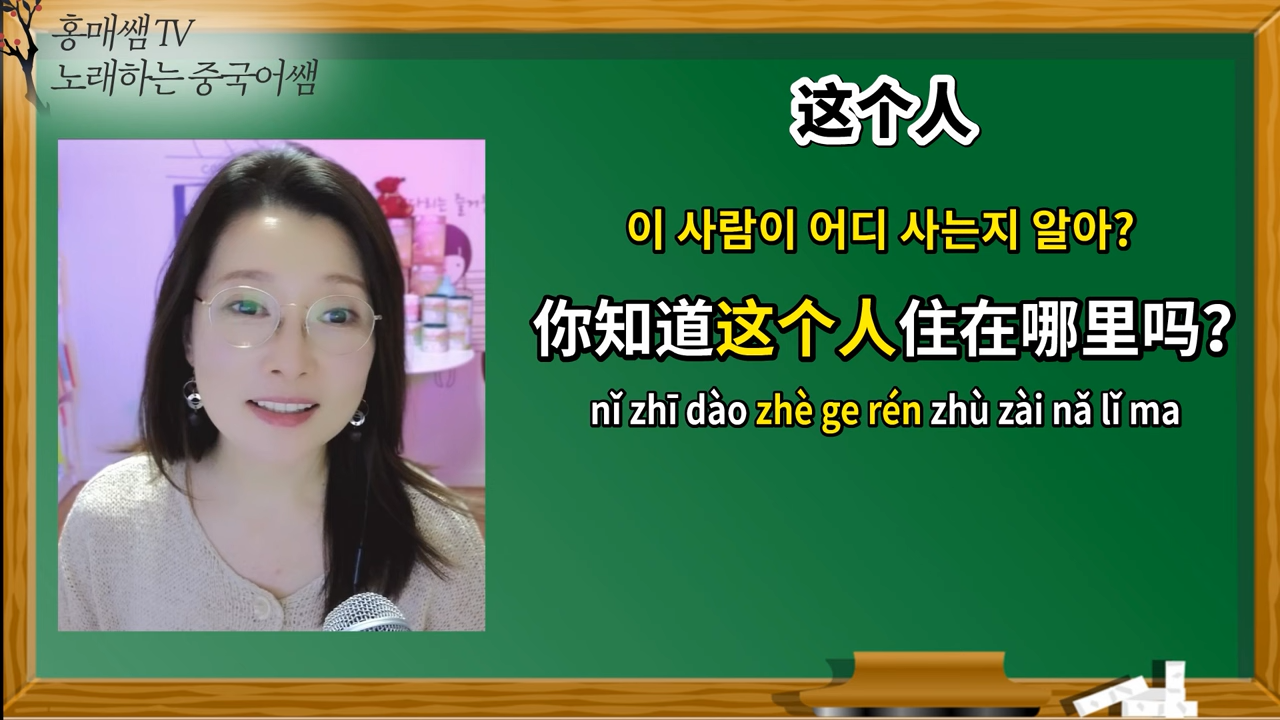 홍매쌤 TV
노래하는 중국어쌤
这个人
이 사람이 어디 사는지 알아?
你知道这个人住在哪里吗?
nǐ zhī dào zhè ge rén zhù zài nǎ lǐ ma